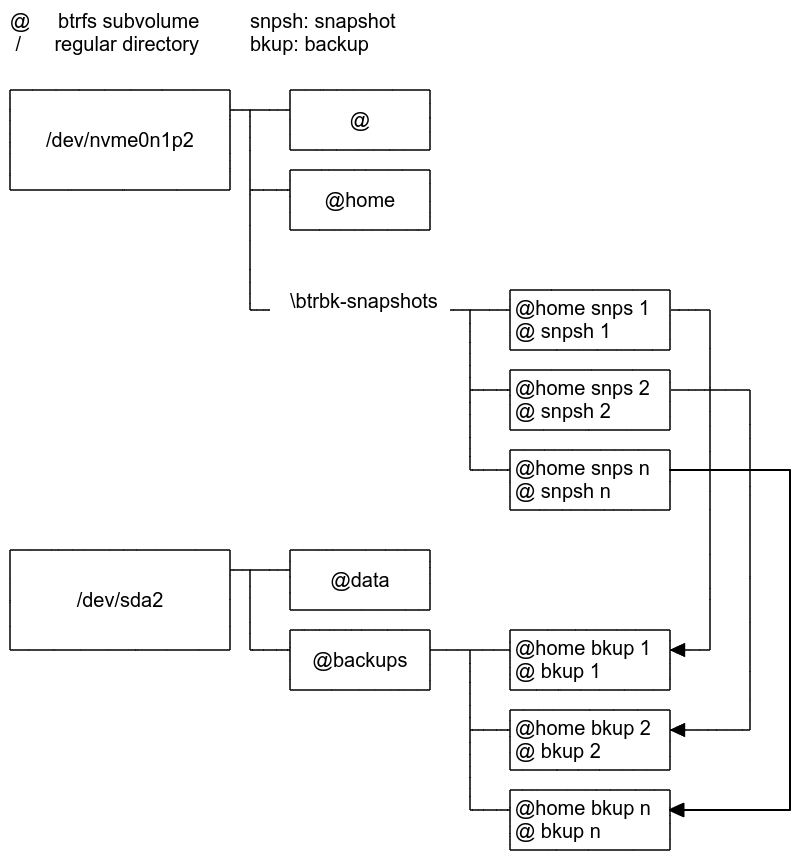 @ btrfs subvolume snpsh: snapshot
/ regular directory bkup: backup
/dev/nvme0n1p2
@
@home
\btrbk-snapshots
@home snps 1
@ snpsh 1
@home snps 2
@ snpsh 2
@home snps n
@ snpsh n
/dev/sda2
@data
@backups
@home bkup 1
@ bkup 1
@home bkup 2
@ bkup 2
@home bkup n
@ bkup n